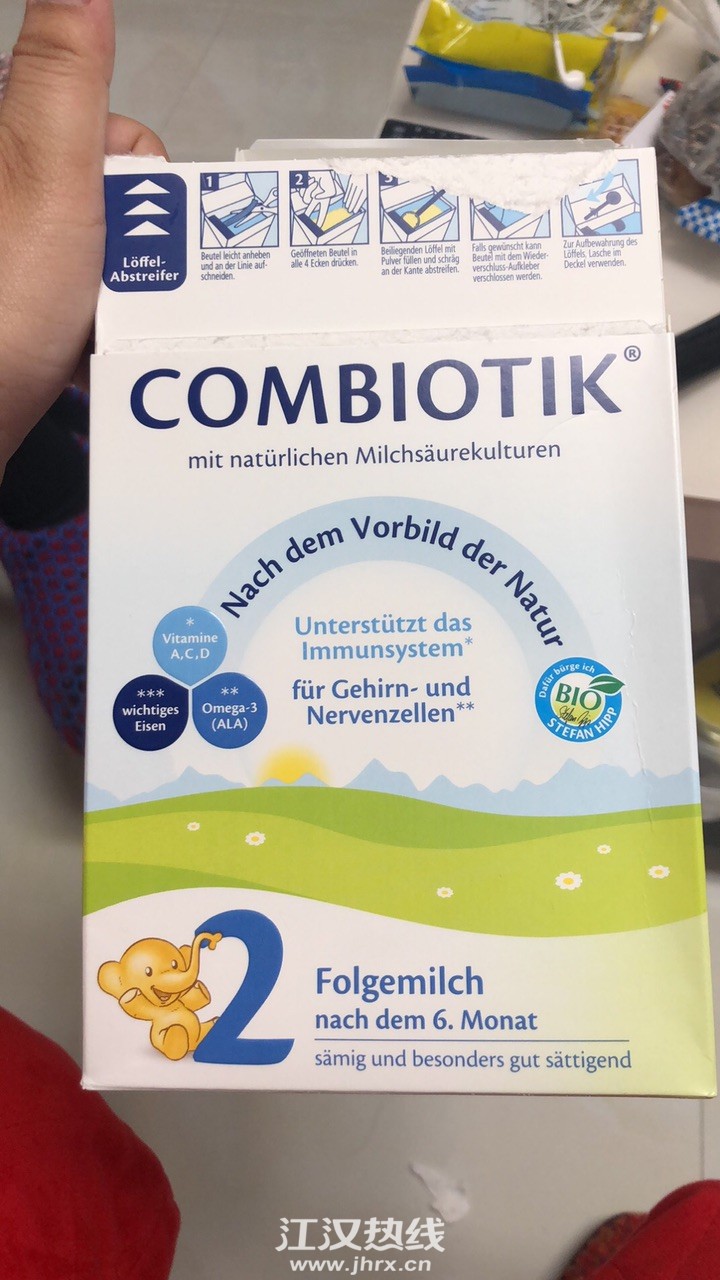 1
2
3
Löffel-
Abstreifer
Beutel leicht anheben
und an der Linie auf-
schneiden.
Geöffneten Beutel in
alle 4 Ecken drücken.
Beiliegenden Löffel mit
Pulver füllen und schräg
an der Kante abstreifen.
Falls gewünscht kann
Beutel mit dem Wieder-
verschluss-Aufkleber
verschlossen werden.
Zur Aufbewahrung des
Löffels, Lasche im
Deckel verwenden.
COMBIOTIK®
mit natürlichen Milchsäurekulturen
Nach dem Vorbild der Natur
Unterstützt das
Immunsystem*
für Gehirn- und
Nervenzellen**
*
Vitamine
A,C,D
***
wichtiges
Eisen
**
Omega-3
(ALA)
Dafür bürge ich
BIO
STEFAN HIPP
2
Folgemilch
nach dem 6. Monat
sämig und besonders gut sättigend
江汉热线
www.jhrx.cn